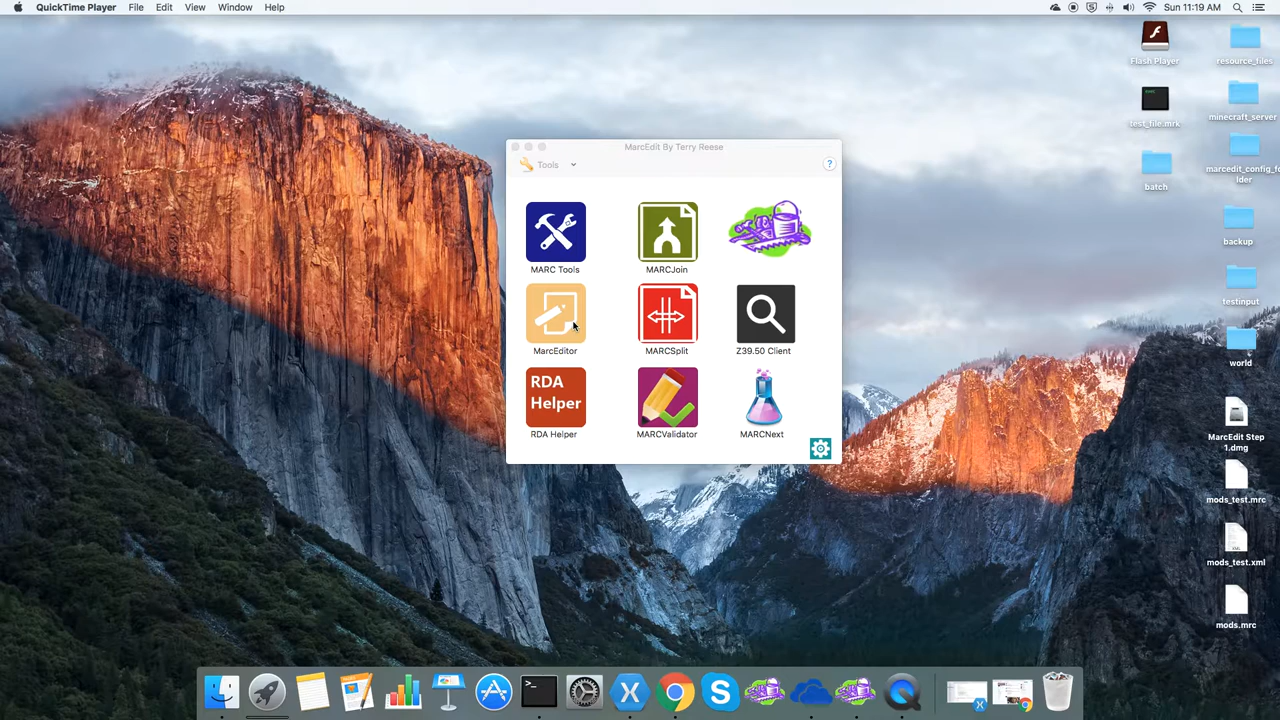 QuickTime Player File Edit View Window Help
Sun 11:19 AM
Flash Player
resource_files
test_file.mrk
minecraft_server
batch
marcedit_config_fo
lder
backup
testinput
world
MarcEdit Step
1.dmg
mods_test.mrc
mods_test.xml
mods.mrc
MarcEdit By Terry Reese
Tools
?
MARC Tools
MARCJoin
MarcEditor
MARCSplit
Z39.50 Client
RDA
Helper
RDA Helper
MARCValidator
MARCNext